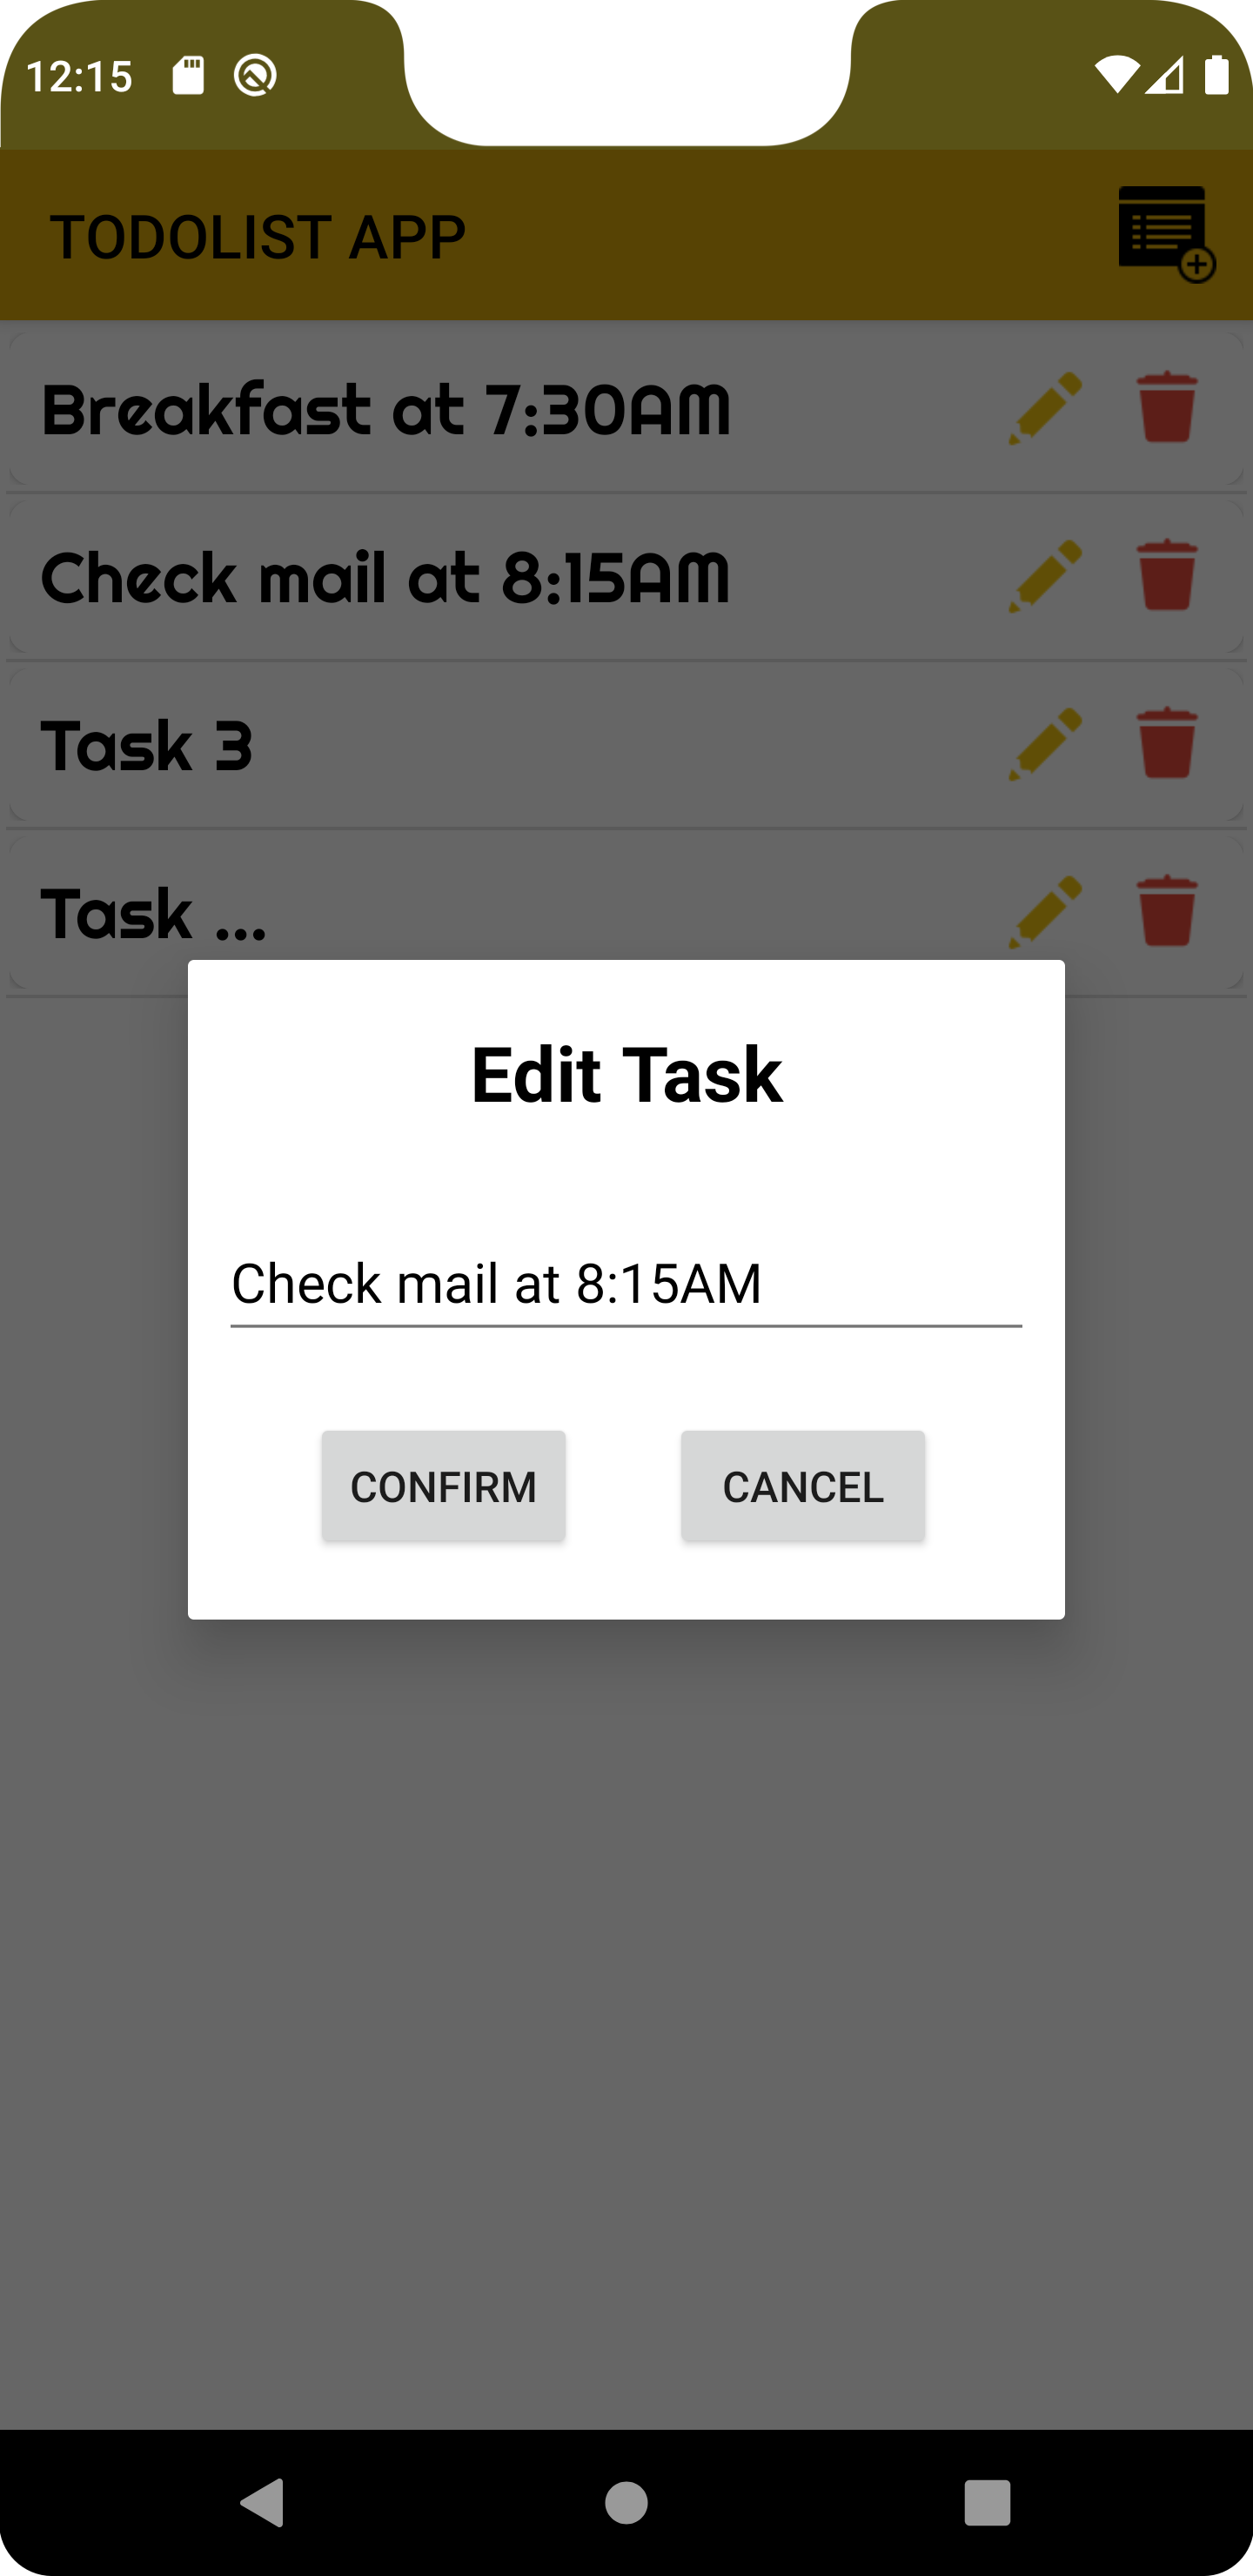 12:15
TODOLIST APP
Breakfast at 7:30AM
Check mail at 8:15AM
Task 3
Task ...
Edit Task
Check mail at 8:15AM
CONFIRM
CANCEL